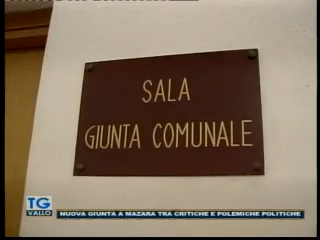 SALA
GIUNTA COMUNALE
TG
VALLO
NUOVA GIUNTA A MAZARA TRA CRITICHE E POLEMICHE POLITICHE